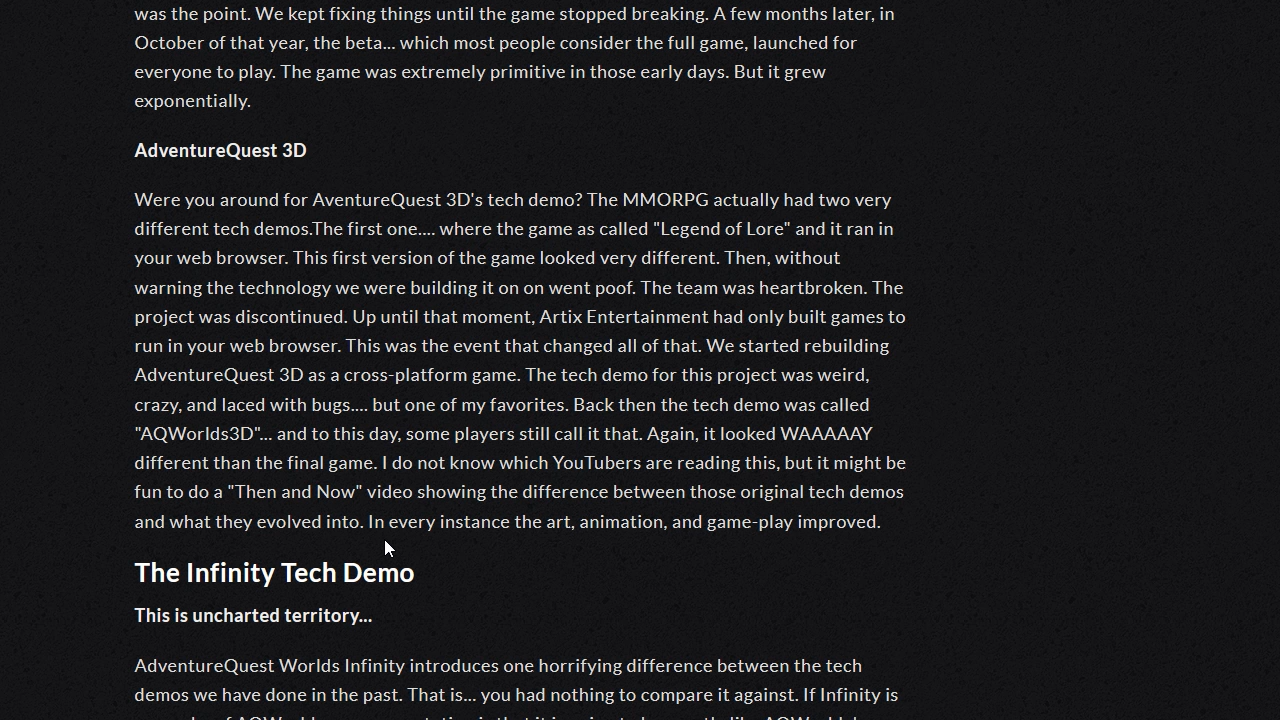 was the point. We kept fixing things until the game stopped breaking. A few months later, in
October of that year, the beta... which most people consider the full game, launched for
everyone to play. The game was extremely primitive in those early days. But it grew
exponentially.
AdventureQuest 3D
Were you around for AventureQuest 3D's tech demo? The MMORPG actually had two very
different tech demos.The first one.... where the game as called "Legend of Lore" and it ran in
your web browser. This first version of the game looked very different. Then, without
warning the technology we were building it on on went poof. The team was heartbroken. The
project was discontinued. Up until that moment, Artix Entertainment had only built games to
run in your web browser. This was the event that changed all of that. We started rebuilding
AdventureQuest 3D as a cross-platform game. The tech demo for this project was weird,
crazy, and laced with bugs.... but one of my favorites. Back then the tech demo was called
"AQWorlds3D"... and to this day, some players still call it that. Again, it looked WAAAAAY
different than the final game. I do not know which YouTubers are reading this, but it might be
fun to do a "Then and Now" video showing the difference between those original tech demos
and what they evolved into. In every instance the art, animation, and game-play improved.
The Infinity Tech Demo
This is uncharted territory...
AdventureQuest Worlds Infinity introduces one horrifying difference between the tech
demos we have done in the past. That is... you had nothing to compare it against. If Infinity is